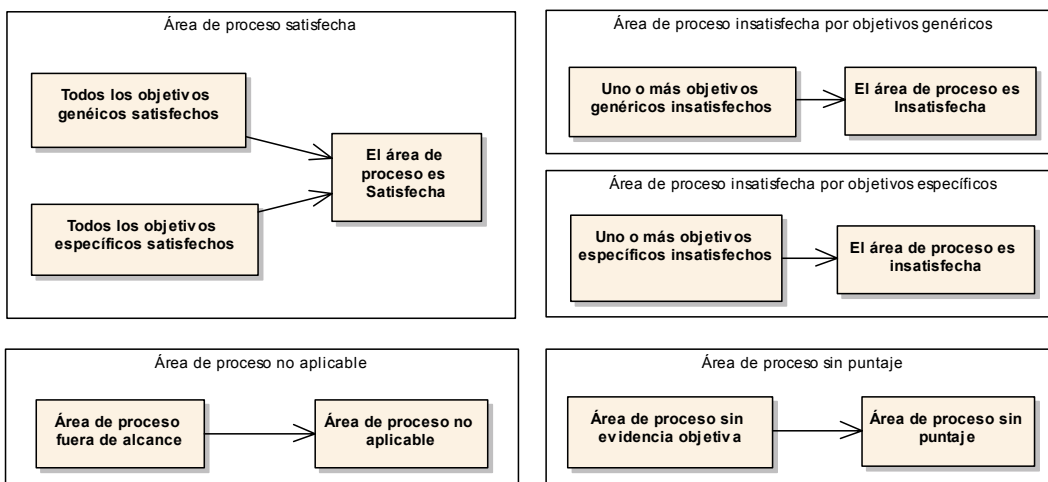 Área de proceso satisfecha
Todos los objetivos
genéicos satisfechos
El área de
proceso es
Satisfecha
Todos los objetivos
específicos satisfechos
Área de proceso insatisfecha por objetivos genéricos
Uno o más objetivos
genéricos insatisfechos
El área de proceso es
Insatisfecha
Área de proceso insatisfecha por objetivos específicos
Uno o más objetivos
específicos insatisfechos
El área de proceso es
insatisfecha
Área de proceso no aplicable
Área de proceso
fuera de alcance
Área de proceso no
aplicable
Área de proceso sin puntaje
Área de proceso sin
evidencia objetiva
Área de proceso sin
puntaje